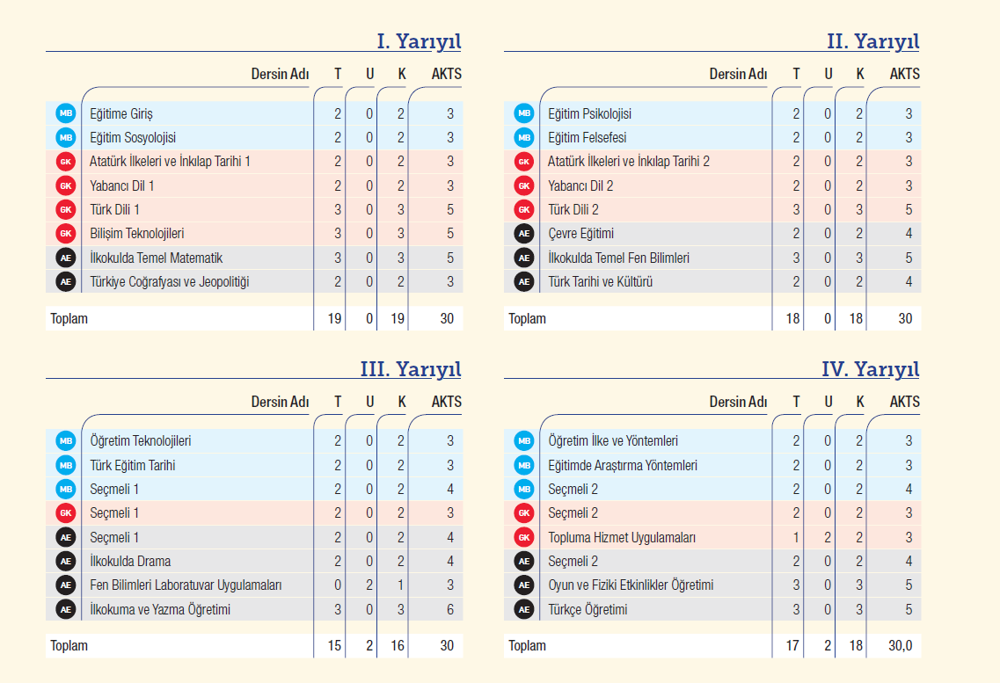 I. Yarıyıl
Dersin Adı T U K AKTS
MB Eğitime Giriş 2 0 2 3
MB Eğitim Sosyolojisi 2 0 2 3
GK Atatürk İlkeleri ve İnkılap Tarihi 1 2 0 2 3
GK Yabancı Dil 1 2 0 2 3
GK Türk Dili 1 3 0 3 5
GK Bilişim Teknolojileri 3 0 3 5
AE İlkokulda Temel Matematik 3 0 3 5
AE Türkiye Coğrafyası ve Jeopolitiği 2 0 2 3
Toplam 19 0 19 30
II. Yarıyıl
Dersin Adı T U K AKTS
MB Eğitim Psikolojisi 2 0 2 3
MB Eğitim Felsefesi 2 0 2 3
GK Atatürk İlkeleri ve İnkılap Tarihi 2 2 0 2 3
GK Yabancı Dil 2 2 0 2 3
GK Türk Dili 2 3 0 3 5
AE Çevre Eğitimi 2 0 2 4
AE İlkokulda Temel Fen Bilimleri 3 0 3 5
AE Türk Tarihi ve Kültürü 2 0 2 4
Toplam 18 0 18 30
III. Yarıyıl
Dersin Adı T U K AKTS
MB Öğretim Teknolojileri 2 0 2 3
MB Türk Eğitim Tarihi 2 0 2 3
MB Seçmeli 1 2 0 2 4
GK Seçmeli 1 2 0 2 3
AE Seçmeli 1 2 0 2 4
AE İlkokulda Drama 2 0 2 4
AE Fen Bilimleri Laboratuvar Uygulamaları 0 2 1 3
AE İlkokuma ve Yazma Öğretimi 3 0 3 6
Toplam 15 2 16 30
IV. Yarıyıl
Dersin Adı T U K AKTS
MB Öğretim İlke ve Yöntemleri 2 0 2 3
MB Eğitimde Araştırma Yöntemleri 2 0 2 3
MB Seçmeli 2 2 0 2 4
GK Seçmeli 2 2 0 2 3
GK Topluma Hizmet Uygulamaları 1 2 2 3
AE Seçmeli 2 2 0 2 4
AE Oyun ve Fiziki Etkinlikler Öğretimi 3 0 3 5
AE Türkçe Öğretimi 3 0 3 5
Toplam 17 2 18 30,0